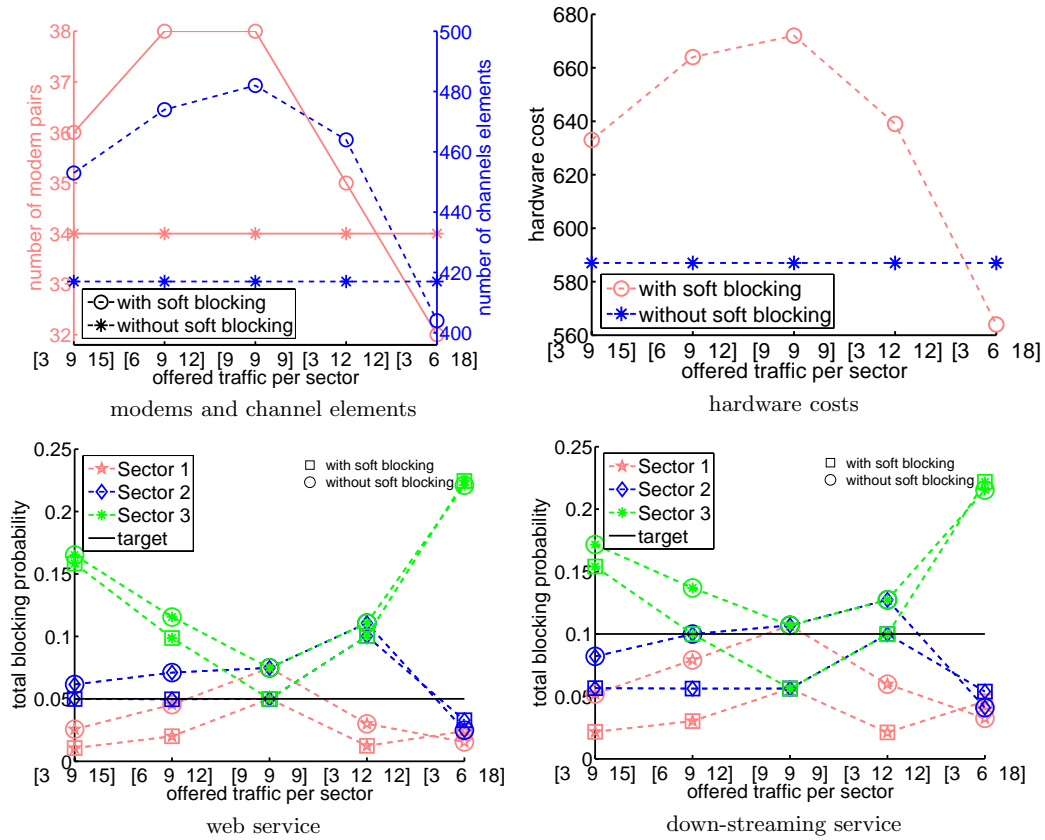 38
37
36
35
34
33
32
number of modem pairs
500
480
460
440
420
400
number of channels elements
with soft blocking
without soft blocking
[3 9 15] [6 9 12] [9 9 9] [3 12 12] [3 6 18]
offered traffic per sector
modems and channel elements
680
660
640
620
600
580
560
hardware cost
with soft blocking
without soft blocking
[3 9 15] [6 9 12] [9 9 9] [3 12 12] [3 6 18]
offered traffic per sector
hardware costs
0.25
0.2
0.15
0.1
0.05
0
total blocking probability
Sector 1
Sector 2
Sector 3
target
with soft blocking
without soft blocking
[3 9 15] [6 9 12] [9 9 9] [3 12 12] [3 6 18]
offered traffic per sector
web service
0.25
0.2
0.15
0.1
0.05
0
total blocking probability
Sector 1
Sector 2
Sector 3
target
with soft blocking
without soft blocking
[3 9 15] [6 9 12] [9 9 9] [3 12 12] [3 6 18]
offered traffic per sector
down-streaming service